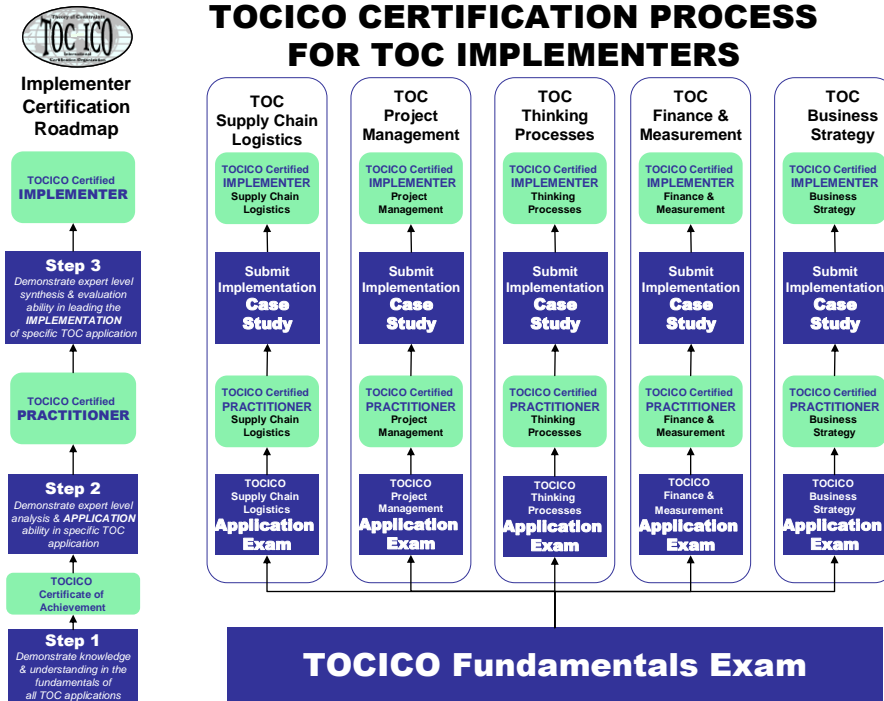 TOCICO CERTIFICATION PROCESS
FOR TOC IMPLEMENTERS
Theory of Constraints
TOC ICO
International
Certification Organization
Implementer
Certification
Roadmap
TOCICO Certified
IMPLEMENTER
Step 3
Demonstrate expert level
synthesis & evaluation
ability in leading the
IMPLEMENTATION
of specific TOC application
TOCICO Certified
PRACTITIONER
Step 2
Demonstrate expert level
analysis & APPLICATION
ability in specific TOC
application
TOCICO
Certificate of
Achievement
Step 1
Demonstrate knowledge
& understanding in the
fundamentals of
all TOC applications
TOC
Supply Chain
Logistics
TOCICO Certified
IMPLEMENTER
Supply Chain
Logistics
Submit
Implementation
Case
Study
TOCICO Certified
PRACTITIONER
Supply Chain
Logistics
TOCICO
Supply Chain
Logistics
Application
Exam
TOC
Project
Management
TOCICO Certified
IMPLEMENTER
Project
Management
Submit
Implementation
Case
Study
TOCICO Certified
PRACTITIONER
Project
Management
TOCICO
Project
Management
Application
Exam
TOC
Thinking
Processes
TOCICO Certified
IMPLEMENTER
Thinking
Processes
Submit
Implementation
Case
Study
TOCICO Certified
PRACTITIONER
Thinking
Processes
TOCICO
Thinking
Processes
Application
Exam
TOC
Finance &
Measurement
TOCICO Certified
IMPLEMENTER
Finance &
Measurement
Submit
Implementation
Case
Study
TOCICO Certified
PRACTITIONER
Finance &
Measurement
TOCICO
Finance &
Measurement
Application
Exam
TOC
Business
Strategy
TOCICO Certified
IMPLEMENTER
Business
Strategy
Submit
Implementation
Case
Study
TOCICO Certified
PRACTITIONER
Business
Strategy
TOCICO
Business
Strategy
Application
Exam
TOCICO Fundamentals Exam